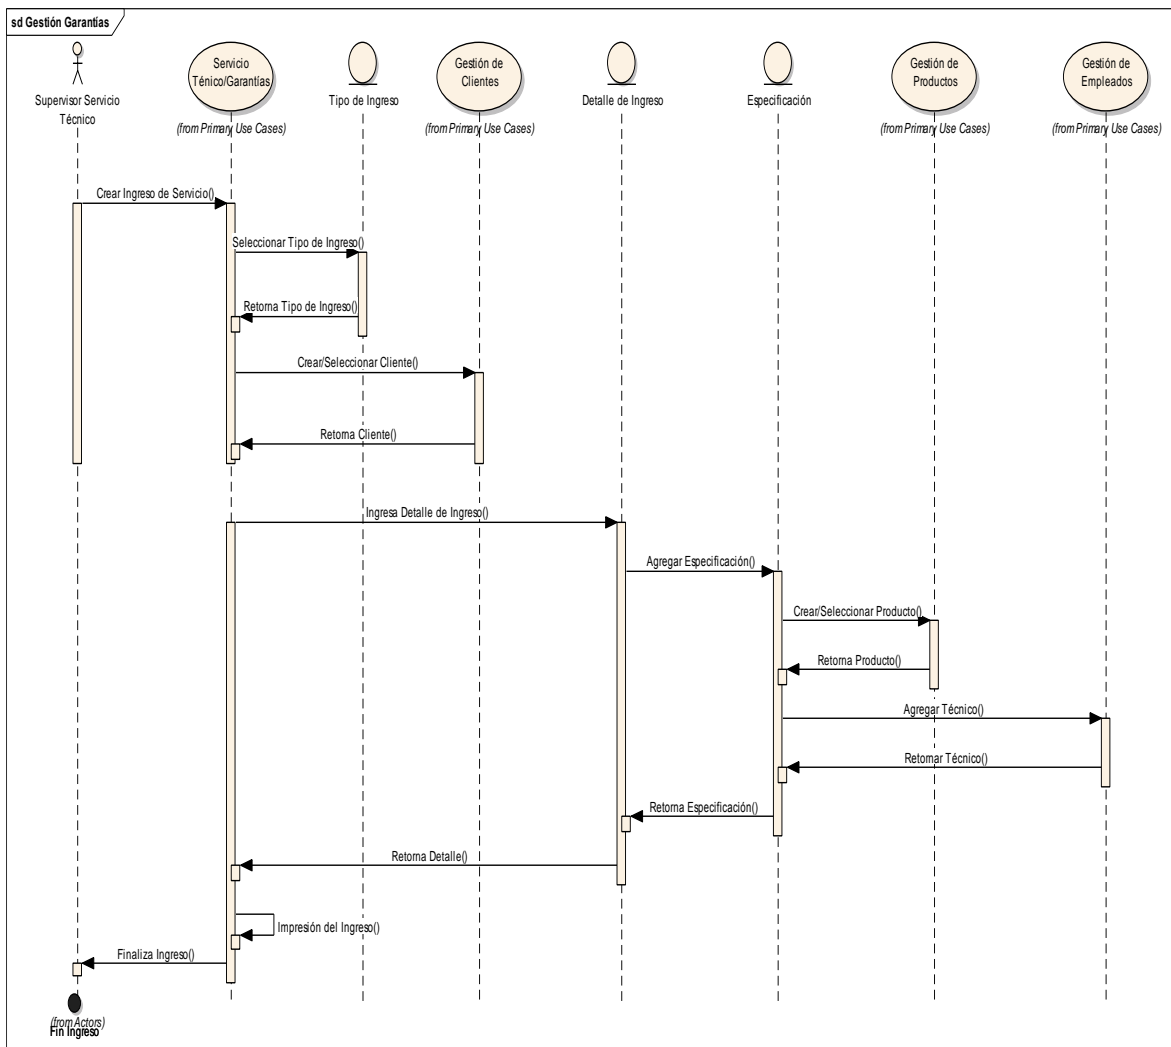 sd Gestión Garantías
Supervisor Servicio
Técnico
Servicio
Ténico/Garantías
(from Primary Use Cases)
Tipo de Ingreso
Gestión de
Clientes
(from Primary Use Cases)
Detalle de Ingreso
Especificación
Gestión de
Productos
(from Primary Use Cases)
Gestión de
Empleados
(from Primary Use Cases)
Crear Ingreso de Servicio()
Seleccionar Tipo de Ingreso()
Retorna Tipo de Ingreso()
Crear/Seleccionar Cliente()
Retorna Cliente()
Ingresa Detalle de Ingreso()
Agregar Especificación()
Crear/Seleccionar Producto()
Retorna Producto()
Agregar Técnico()
Retornar Técnico()
Retorna Especificación()
Retorna Detalle()
Impresión del Ingreso()
Finaliza Ingreso()
(from Actors)
Fin Ingreso